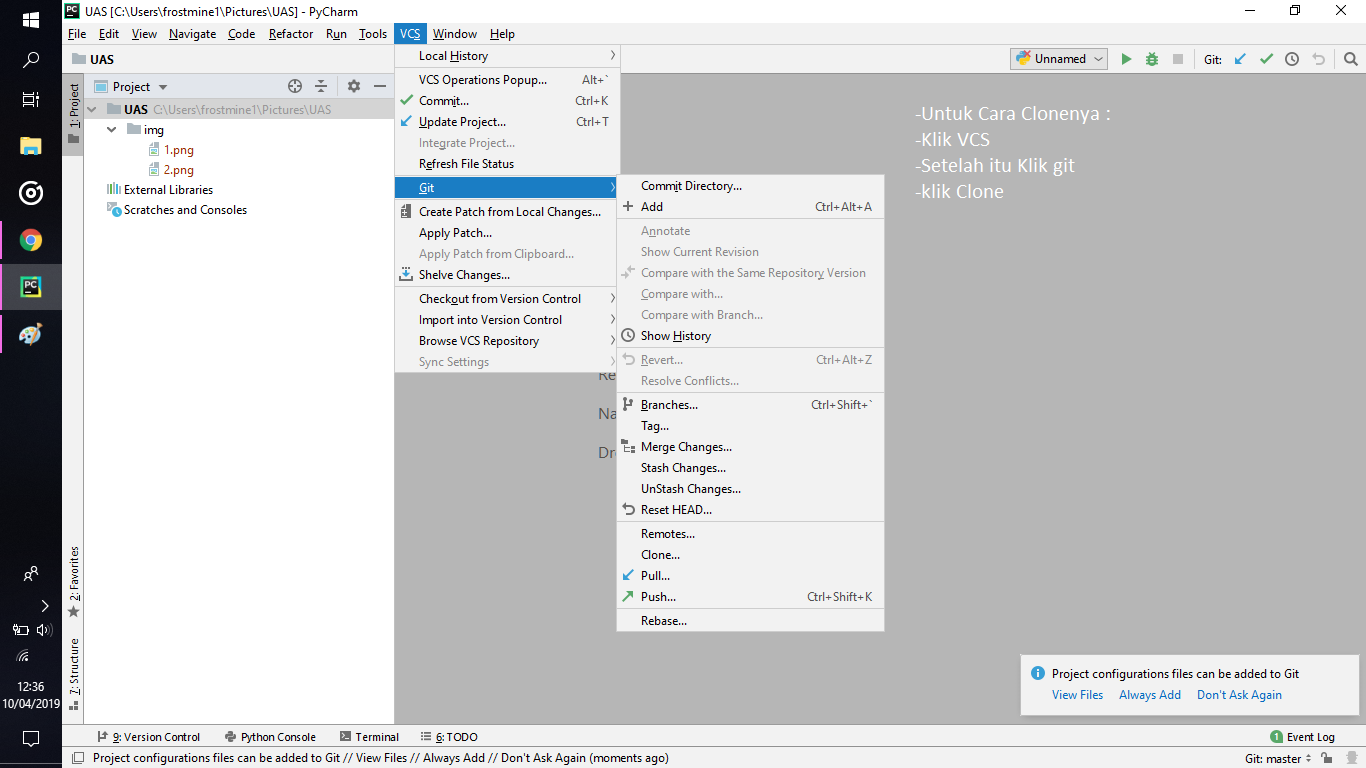 UAS [C:\Users\frostmine1\Pictures\UAS] - PyCharm
File Edit View Navigate Code Refactor Run Tools VCS Window Help
UAS
Unnamed
Git:
1: Project
2: Favorites
7: Structure
Project
UAS C:\Users\frostmine1\Pictures\UAS
img
1.png
2.png
External Libraries
Scratches and Consoles
Local History
VCS Operations Popup... Alt+`
Commit... Ctrl+K
Update Project... Ctrl+T
Integrate Project...
Refresh File Status
Git
Create Patch from Local Changes...
Apply Patch...
Apply Patch from Clipboard...
Shelve Changes...
Checkout from Version Control
Import into Version Control
Browse VCS Repository
Sync Settings
Commit Directory...
Add Ctrl+Alt+A
Annotate
Show Current Revision
Compare with the Same Repository Version
Compare with...
Compare with Branch...
Show History
Revert... Ctrl+Alt+Z
Resolve Conflicts...
Branches... Ctrl+Shift+`
Tag...
Merge Changes...
Stash Changes...
UnStash Changes...
Reset HEAD...
Remotes...
Clone...
Pull...
Push... Ctrl+Shift+K
Rebase...
-Untuk Cara Clonenya :
-Klik VCS
-Setelah itu Klik git
-klik Clone
Project configurations files can be added to Git
View Files Always Add Don't Ask Again
9: Version Control Python Console Terminal 6: TODO
1 Event Log
Project configurations files can be added to Git // View Files // Always Add // Don't Ask Again (moments ago)
Git: master
12:36
10/04/2019